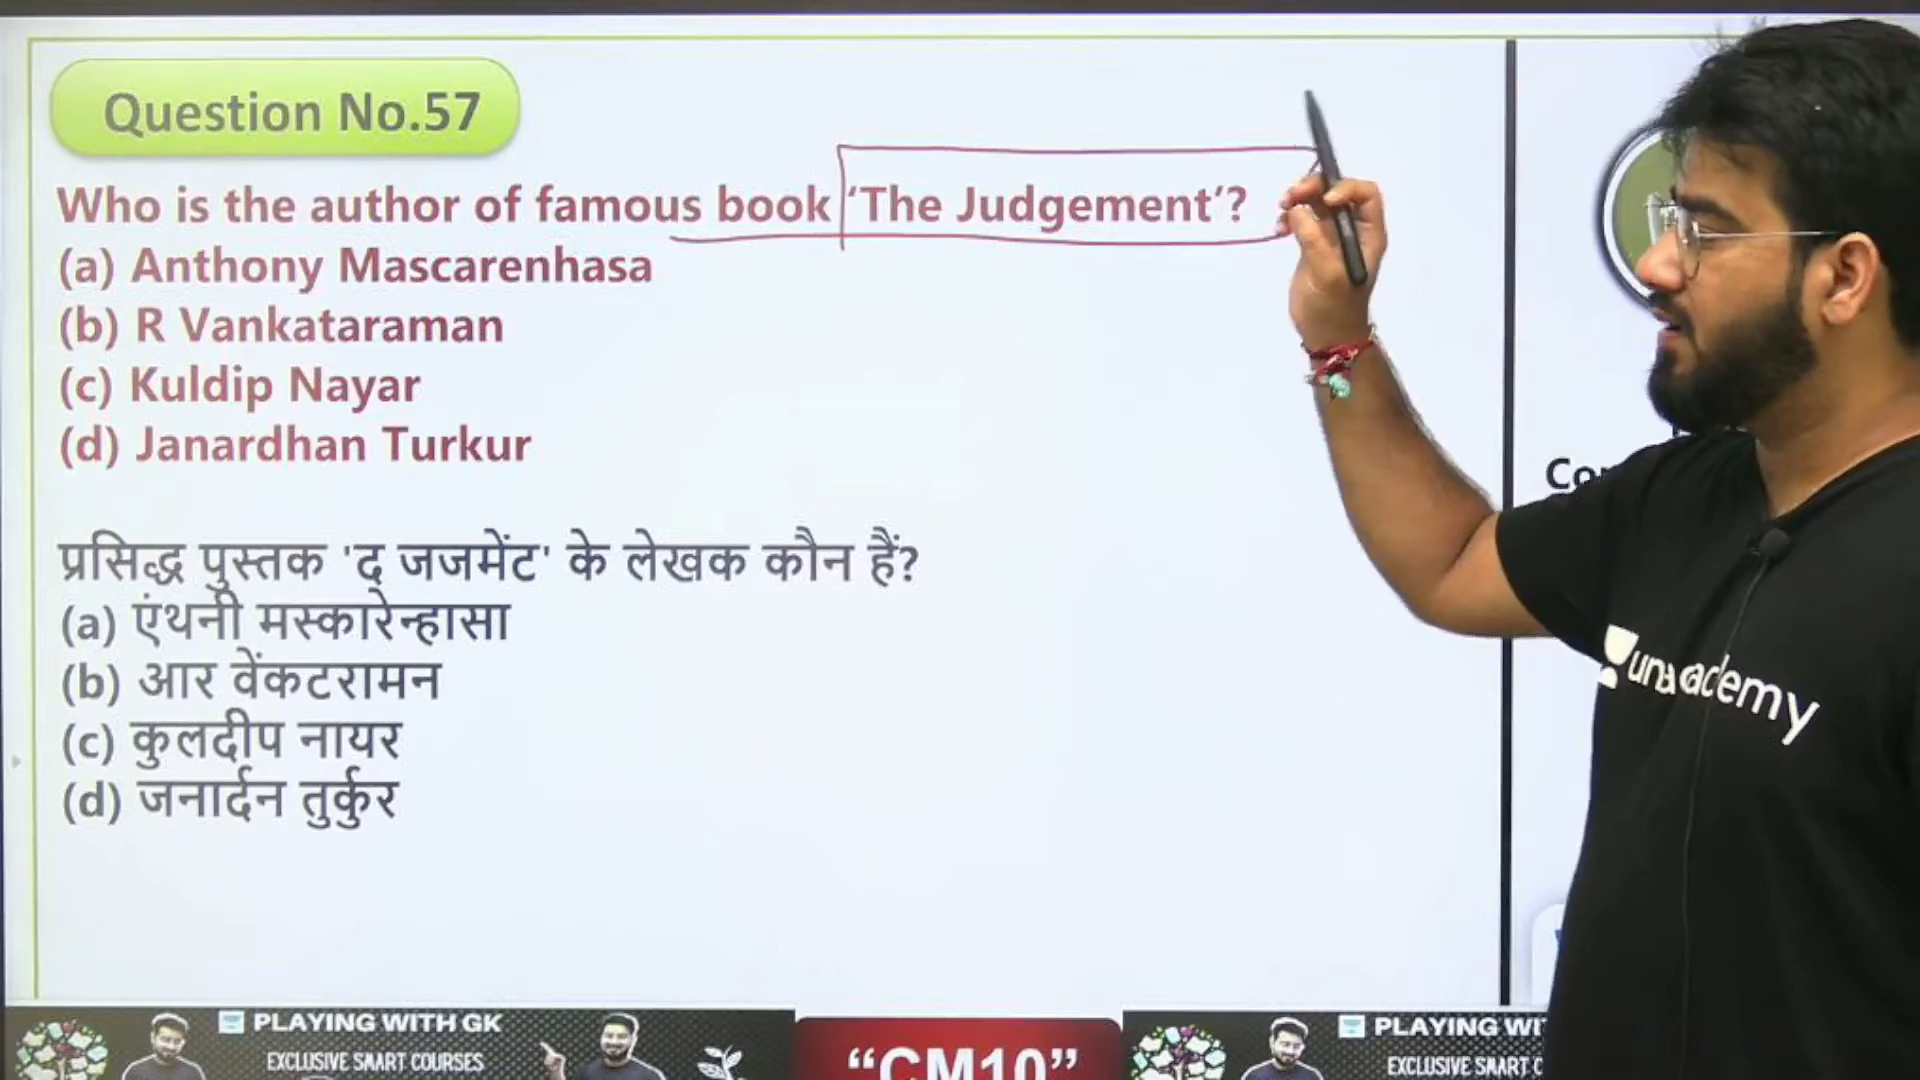 Question No.57
Who is the author of famous book ‘The Judgement’?
(a) Anthony Mascarenhasa
(b) R Vankataraman
(c) Kuldip Nayar
(d) Janardhan Turkur
प्रसिद्ध पुस्तक 'द जजमेंट' के लेखक कौन हैं?
(a) एंथनी मस्कारेन्हासा
(b) आर वेंकटरामन
(c) कुलदीप नायर
(d) जनार्दन तुर्कुर
unacademy
PLAYING WITH GK
EXCLUSIVE SMART COURSES
“CM10”
PLAYING
EXCLUSIVE SMART